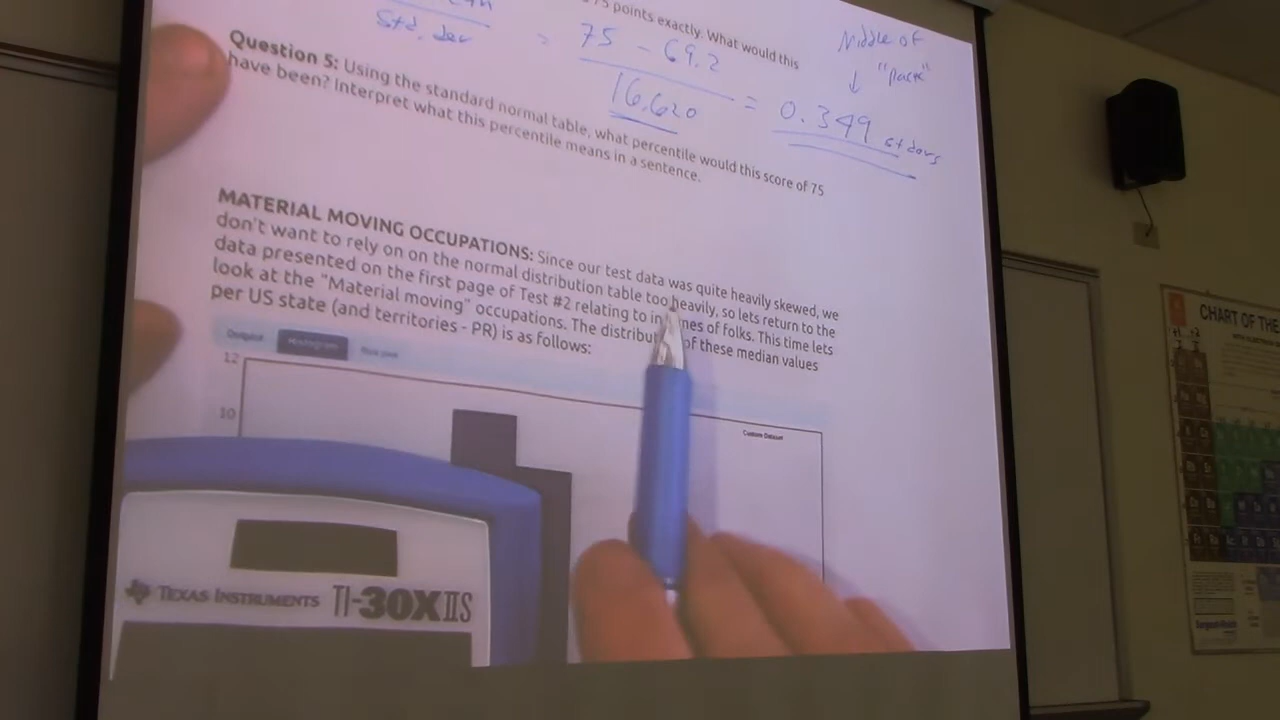 75 points exactly. What would this
Std. dev = 75 - 69.2
16.620 = 0.349 st devs
Middle of
"pack"
Question 5: Using the standard normal table, what percentile would this score of 75
have been? Interpret what this percentile means in a sentence.
MATERIAL MOVING OCCUPATIONS: Since our test data was quite heavily skewed, we
don't want to rely on on the normal distribution table too heavily, so lets return to the
data presented on the first page of Test #2 relating to incomes of folks. This time lets
look at the "Material moving" occupations. The distribution of these median values
per US state (and territories - PR) is as follows:
Histogram
12
10
Custom Dataset
TEXAS INSTRUMENTS TI-30X IIS
CHART OF THE